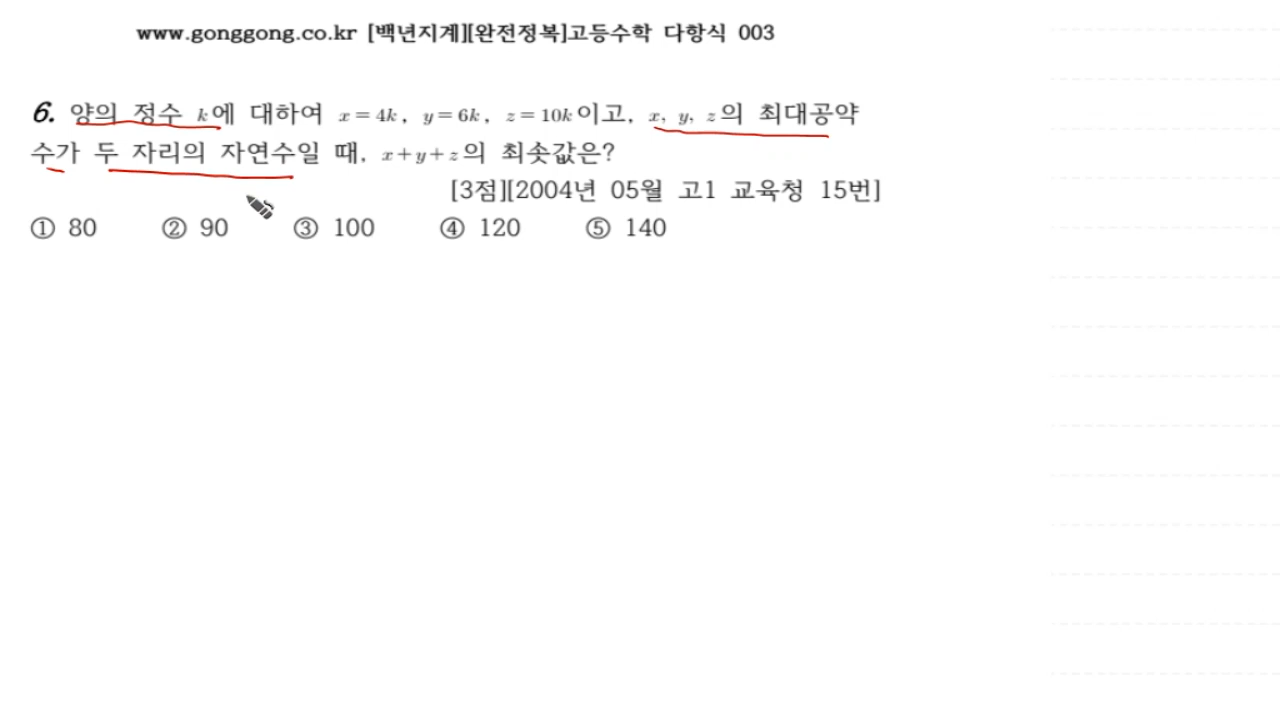 www.gonggong.co.kr [백년지계][완전정복]고등수학 다항식 003
6. 양의 정수 k에 대하여 x=4k, y=6k, z=10k이고, x, y, z의 최대공약
수가 두 자리의 자연수일 때, x+y+z의 최솟값은?
[3점][2004년 05월 고1 교육청 15번]
① 80 ② 90 ③ 100 ④ 120 ⑤ 140